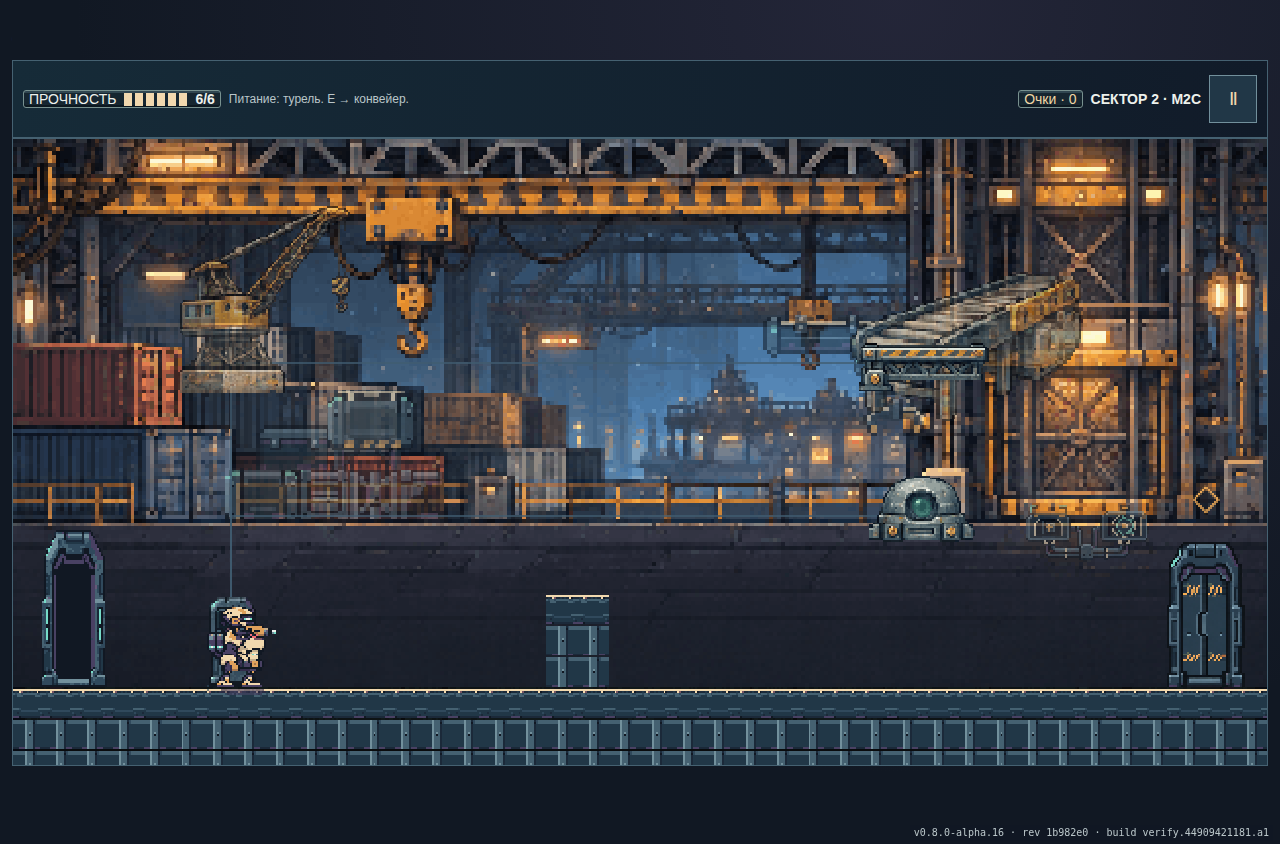 ПРОЧНОСТЬ 6/6 Питание: турель. E → конвейер. Очки · 0 СЕКТОР 2 · M2C II
v0.8.0-alpha.16 · rev 1b982e0 · build verify.44909421181.a1